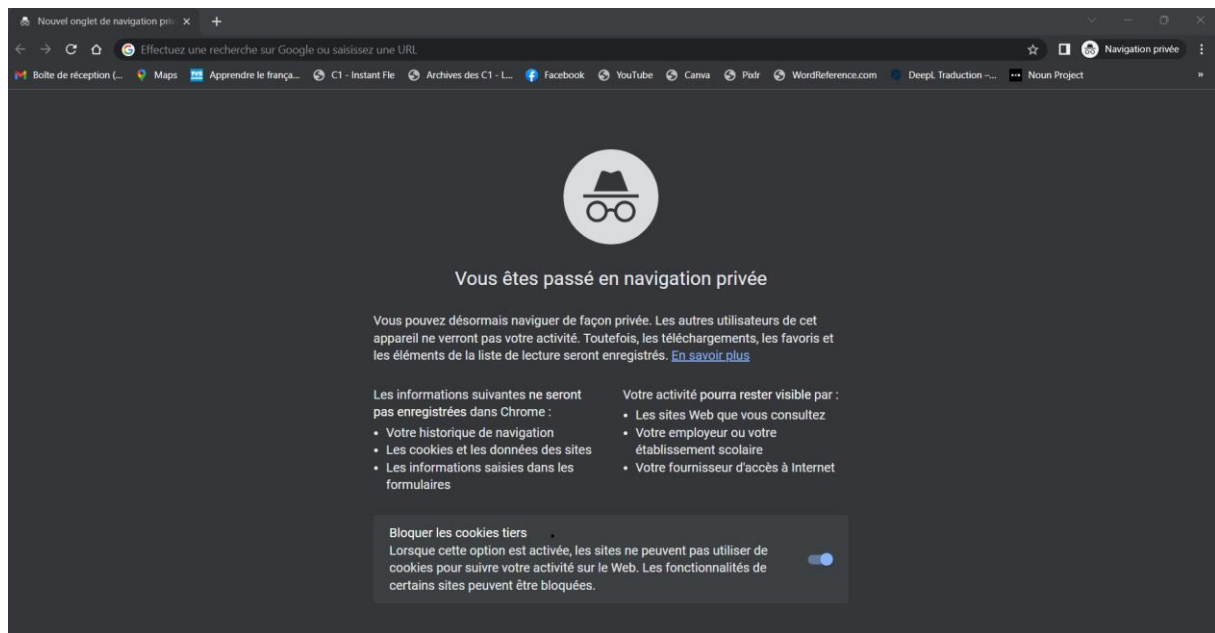 Nouvel onglet de navigation priv
Effectuez une recherche sur Google ou saisissez une URL
Navigation privée
Boîte de réception (... Maps Apprendre le frança... C1 - Instant Fle Archives des C1 - L... Facebook YouTube Canva Pixlr WordReference.com DeepL Traduction –... Noun Project »
Vous êtes passé en navigation privée
Vous pouvez désormais naviguer de façon privée. Les autres utilisateurs de cet
appareil ne verront pas votre activité. Toutefois, les téléchargements, les favoris et
les éléments de la liste de lecture seront enregistrés. En savoir plus
Les informations suivantes ne seront
pas enregistrées dans Chrome :
• Votre historique de navigation
• Les cookies et les données des sites
• Les informations saisies dans les
formulaires
Votre activité pourra rester visible par :
• Les sites Web que vous consultez
• Votre employeur ou votre
établissement scolaire
• Votre fournisseur d'accès à Internet
Bloquer les cookies tiers
Lorsque cette option est activée, les sites ne peuvent pas utiliser de
cookies pour suivre votre activité sur le Web. Les fonctionnalités de
certains sites peuvent être bloquées.